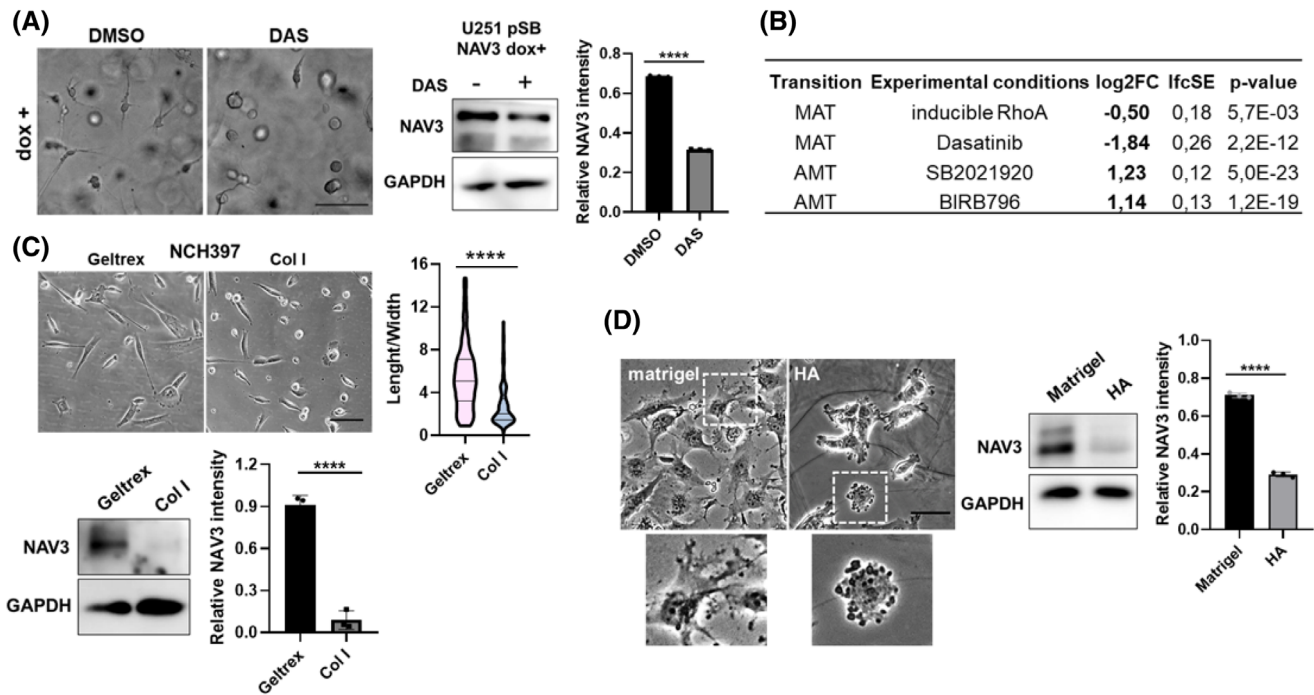 (A)
DMSO
DAS
dox +
U251 pSB
NAV3 dox+
DAS - +
NAV3
GAPDH
Relative NAV3 intensity
0.8
0.6
0.4
0.2
0.0
****
DMSO
DAS
(B)
Transition Experimental conditions log2FC lfcSE p-value
MAT inducible RhoA -0,50 0,18 5,7E-03
MAT Dasatinib -1,84 0,26 2,2E-12
AMT SB2021920 1,23 0,12 5,0E-23
AMT BIRB796 1,14 0,13 1,2E-19
(C)
NCH397
Geltrex
Col I
Lenght/Width
16
12
8
4
0
****
Geltrex
Col I
Geltrex
Col I
NAV3
GAPDH
Relative NAV3 intensity
1.2
0.9
0.6
0.3
0.0
****
Geltrex
Col I
(D)
matrigel
HA
Matrigel
HA
NAV3
GAPDH
Relative NAV3 intensity
1.0
0.8
0.6
0.4
0.2
0.0
****
Matrigel
HA